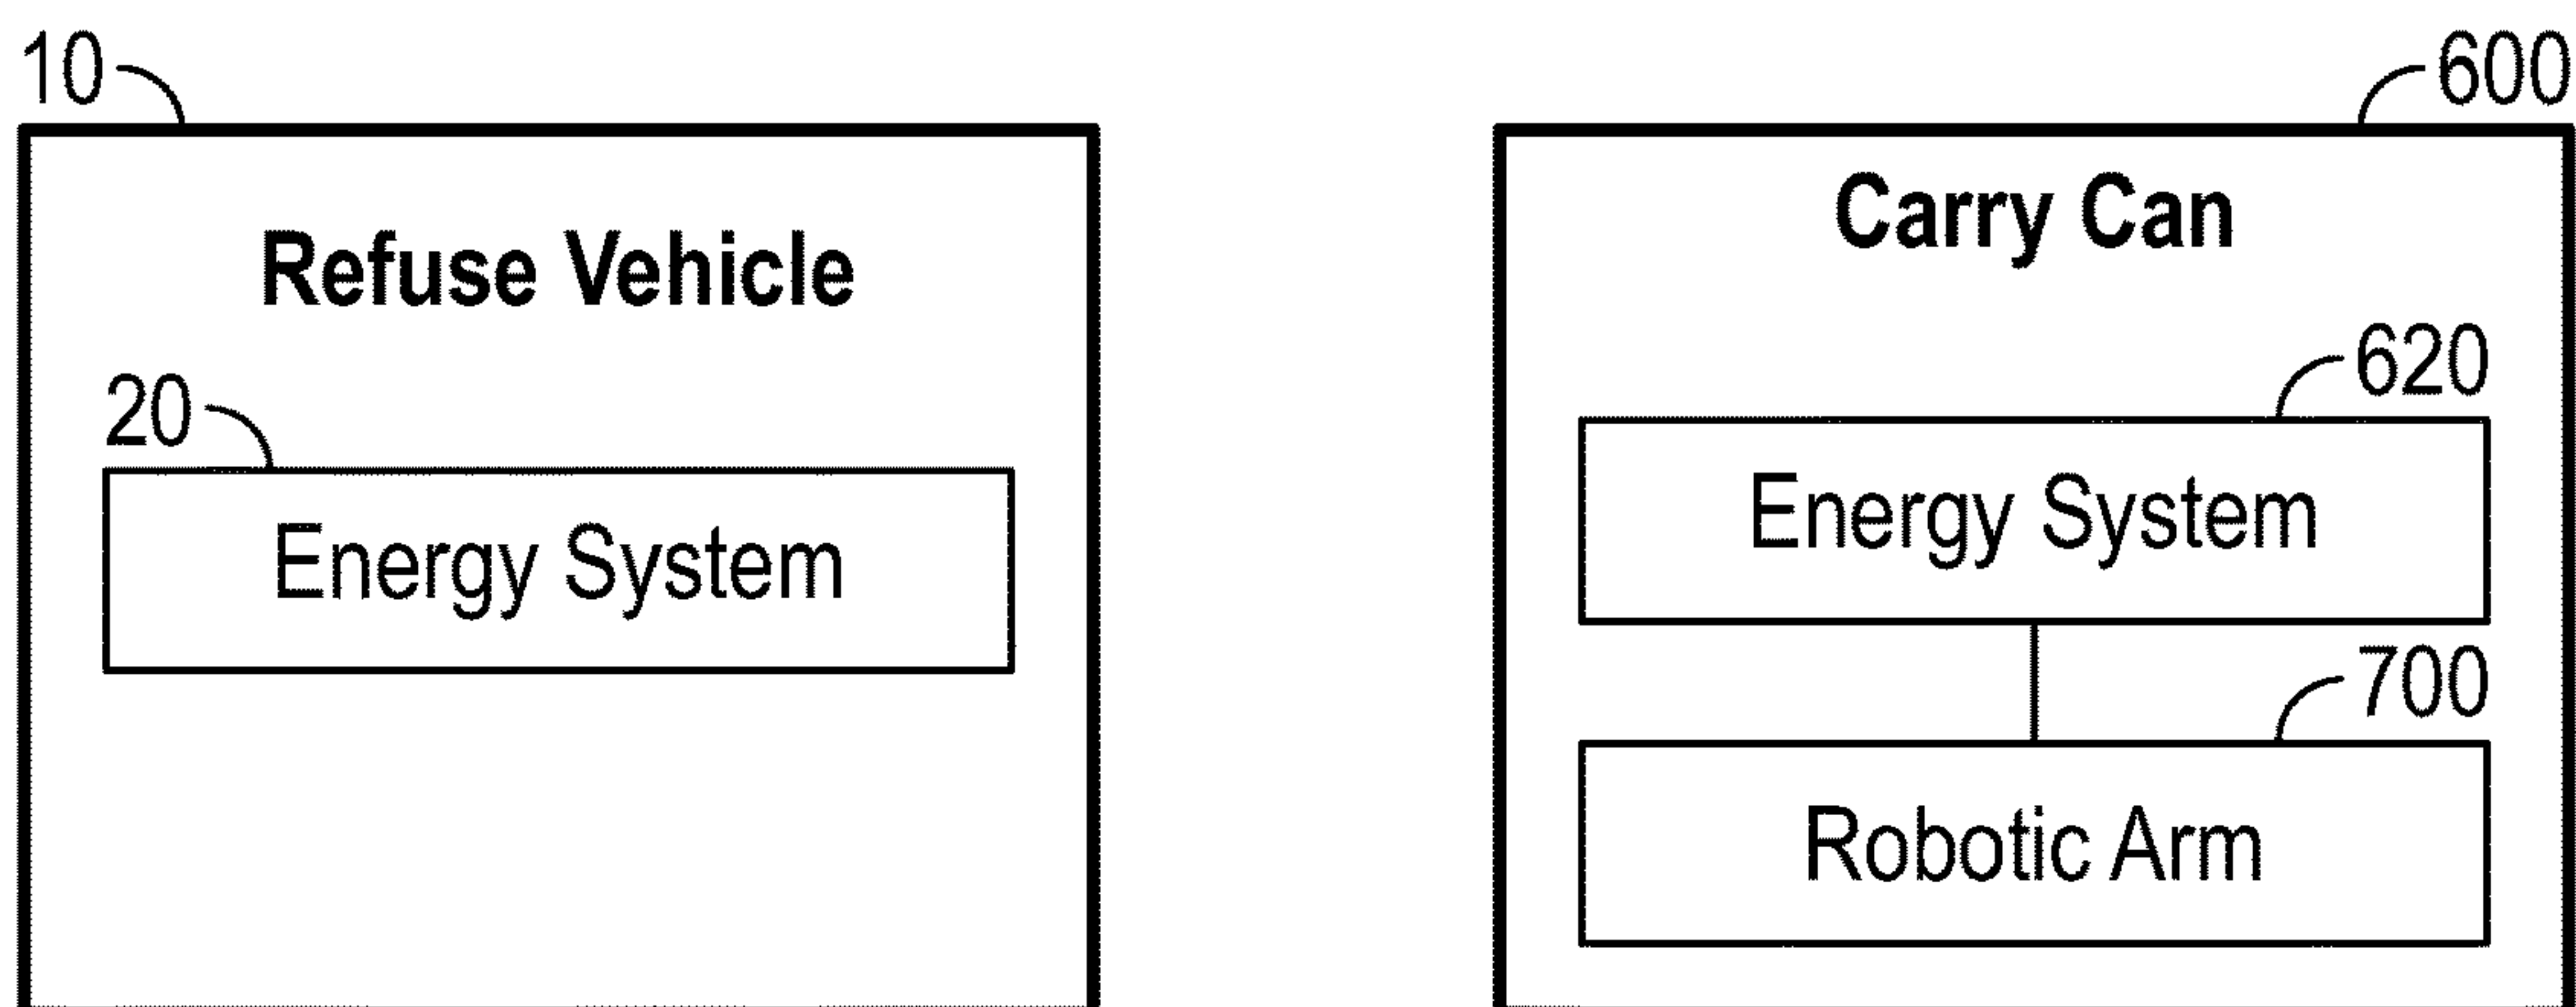 10
Refuse Vehicle
20
Energy System
600
Carry Can
620
Energy System
700
Robotic Arm